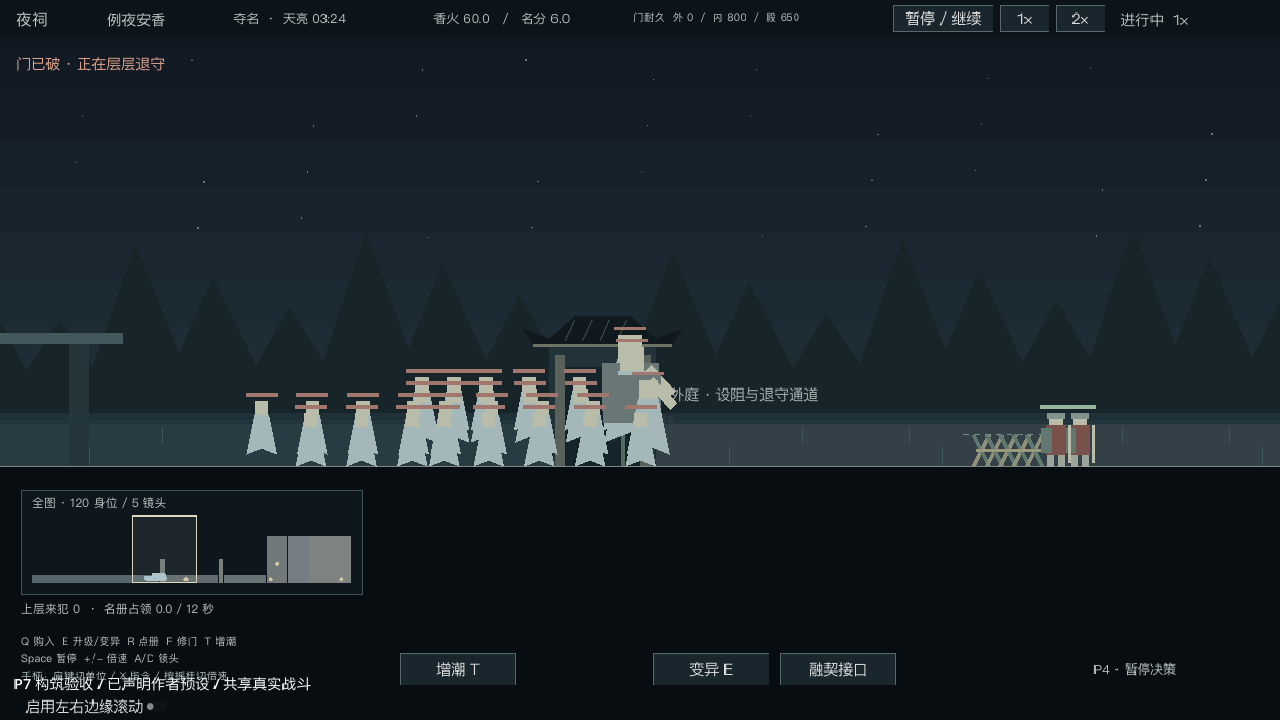 夜祠 例夜安香 夺名 · 天亮 03:24 香火 60.0 / 名分 6.0 门耐久 外 0 / 内 800 / 殿 650 暂停 / 继续 1× 2× 进行中 1×
门已破 · 正在层层退守
外庭 · 设阻与退守通道
全图 · 120 身位 / 5 镜头
上层来犯 0 · 名册占领 0.0 / 12 秒
Q 购入 E 升级/变异 R 点册 F 修门 T 增潮
Space 暂停 +/- 倍速 A/D 镜头
增潮 T 变异 E 融契接口 P4 - 暂停决策
P7 构筑验收 / 已声明作者预设 / 共享真实战斗
启用左右边缘滚动